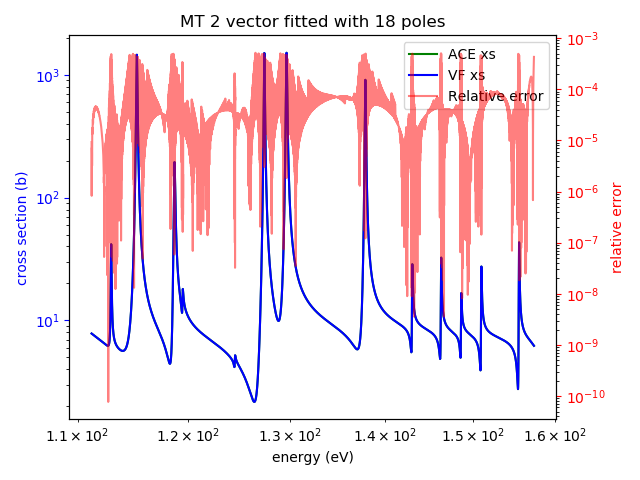 MT 2 vector fitted with 18 poles
ACE xs
VF xs
Relative error
cross section (b)
10³
10²
10¹
10⁻³
10⁻⁴
10⁻⁵
10⁻⁶
10⁻⁷
10⁻⁸
10⁻⁹
10⁻¹⁰
relative error
1.1 × 10² 1.2 × 10² 1.3 × 10² 1.4 × 10² 1.5 × 10² 1.6 × 10²
energy (eV)